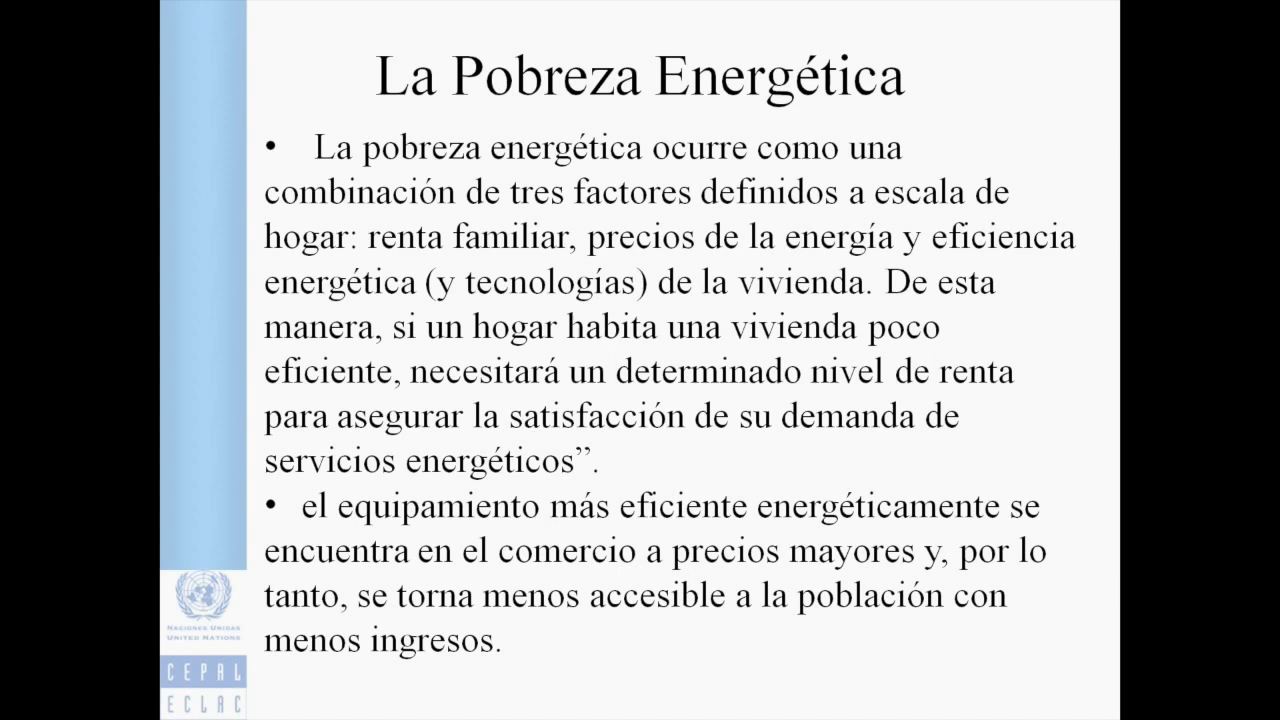 La Pobreza Energética
• La pobreza energética ocurre como una
combinación de tres factores definidos a escala de
hogar: renta familiar, precios de la energía y eficiencia
energética (y tecnologías) de la vivienda. De esta
manera, si un hogar habita una vivienda poco
eficiente, necesitará un determinado nivel de renta
para asegurar la satisfacción de su demanda de
servicios energéticos”.
• el equipamiento más eficiente energéticamente se
encuentra en el comercio a precios mayores y, por lo
tanto, se torna menos accesible a la población con
menos ingresos.
NACIONES UNIDAS
UNITED NATIONS
CEPAL
ECLAC